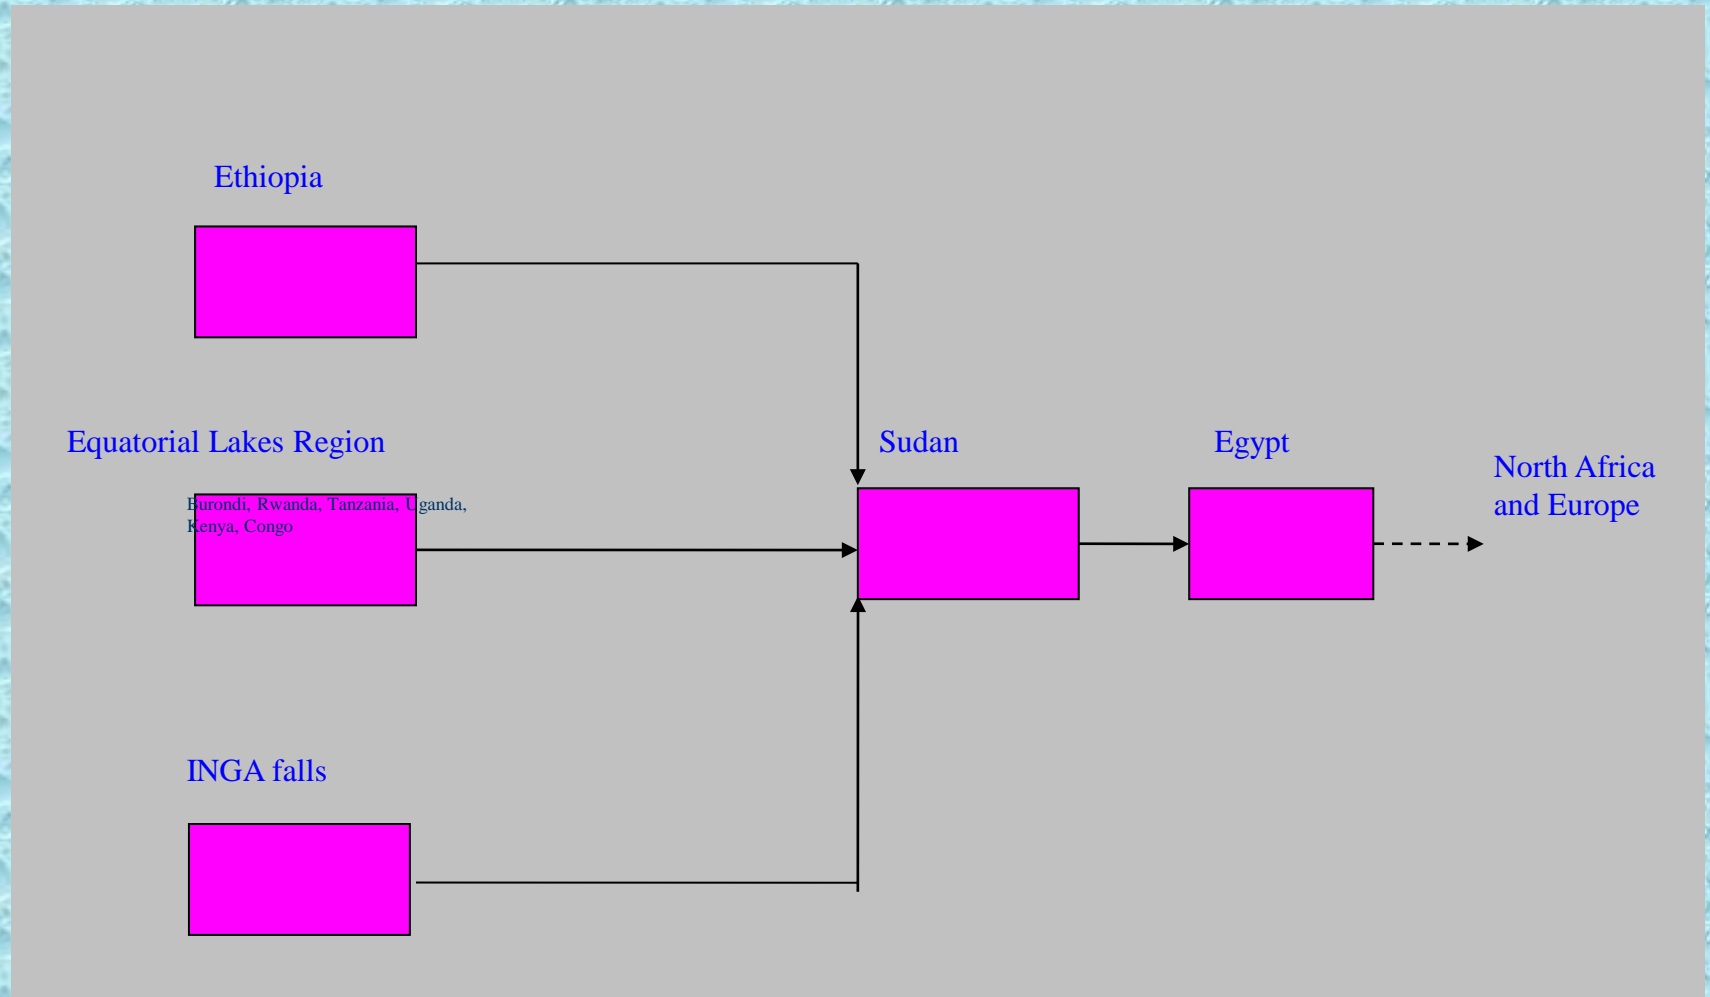 Ethiopia
Equatorial Lakes Region
Burondi, Rwanda, Tanzania, Uganda,
Kenya, Congo
Sudan
Egypt
North Africa
and Europe
INGA falls